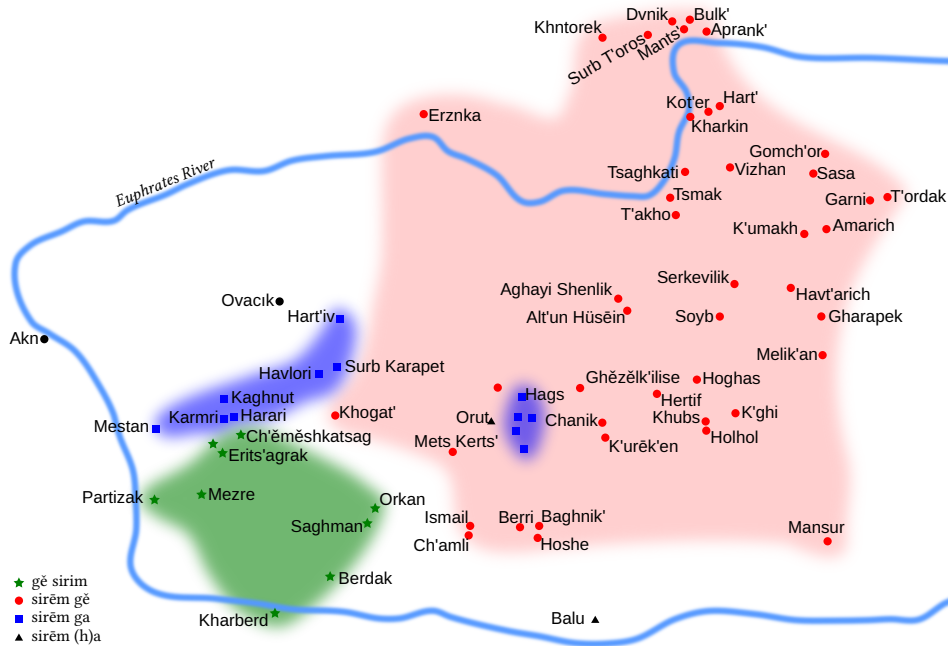 Dvnik
Bulk'
Khntorek
Surb T'oros
Mants'
Aprank'
Kot'er
Hart'
Kharkin
Erznka
Gomch'or
Vizhan
Sasa
Tsaghkati
Euphrates River
Tsmak
Garni
T'ordak
T'akho
K'umakh
Amarich
Serkevilik
Aghayi Shenlik
Havt'arich
Ovacık
Hart'iv
Alt'un Hüsēin
Soyb
Gharapek
Akn
Melik'an
Surb Karapet
Havlori
Ghĕzĕlk'ilise
Hoghas
Kaghnut
Hags
Hertif
Karmri
Harari
Khogat'
Orut
Chanik
Khubs
K'ghi
Mestan
Ch'ĕmĕshkatsag
Mets Kerts'
K'urēk'en
Holhol
Erits'agrak
Partizak
Mezre
Orkan
Saghman
Ismail
Berri
Baghnik'
Mansur
Ch'amli
Hoshe
Berdak
Kharberd
Balu
gĕ sirim
sirēm gĕ
sirēm ga
sirēm (h)a